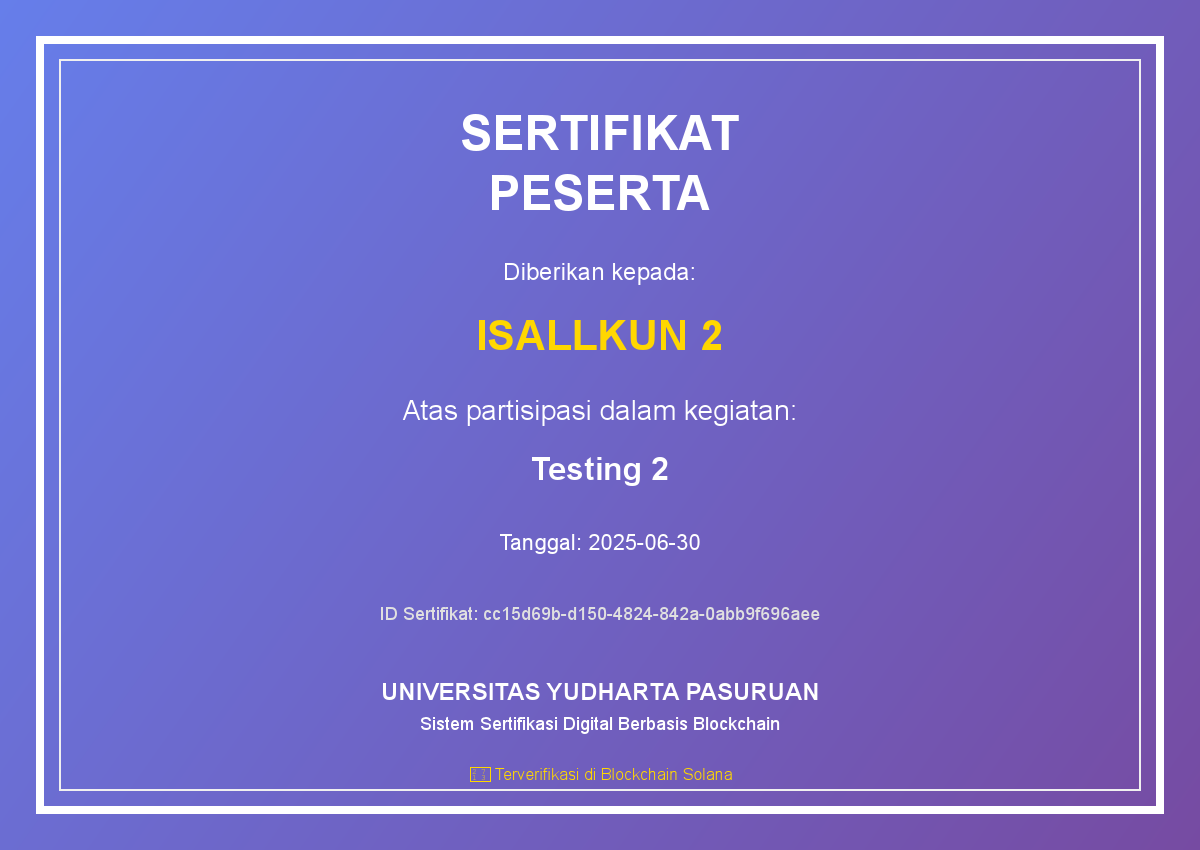 SERTIFIKAT
PESERTA
Diberikan kepada:
ISALLKUN 2
Atas partisipasi dalam kegiatan:
Testing 2
Tanggal: 2025-06-30
ID Sertifikat: cc15d69b-d150-4824-842a-0abb9f696aee
UNIVERSITAS YUDHARTA PASURUAN
Sistem Sertifikasi Digital Berbasis Blockchain
Terverifikasi di Blockchain Solana